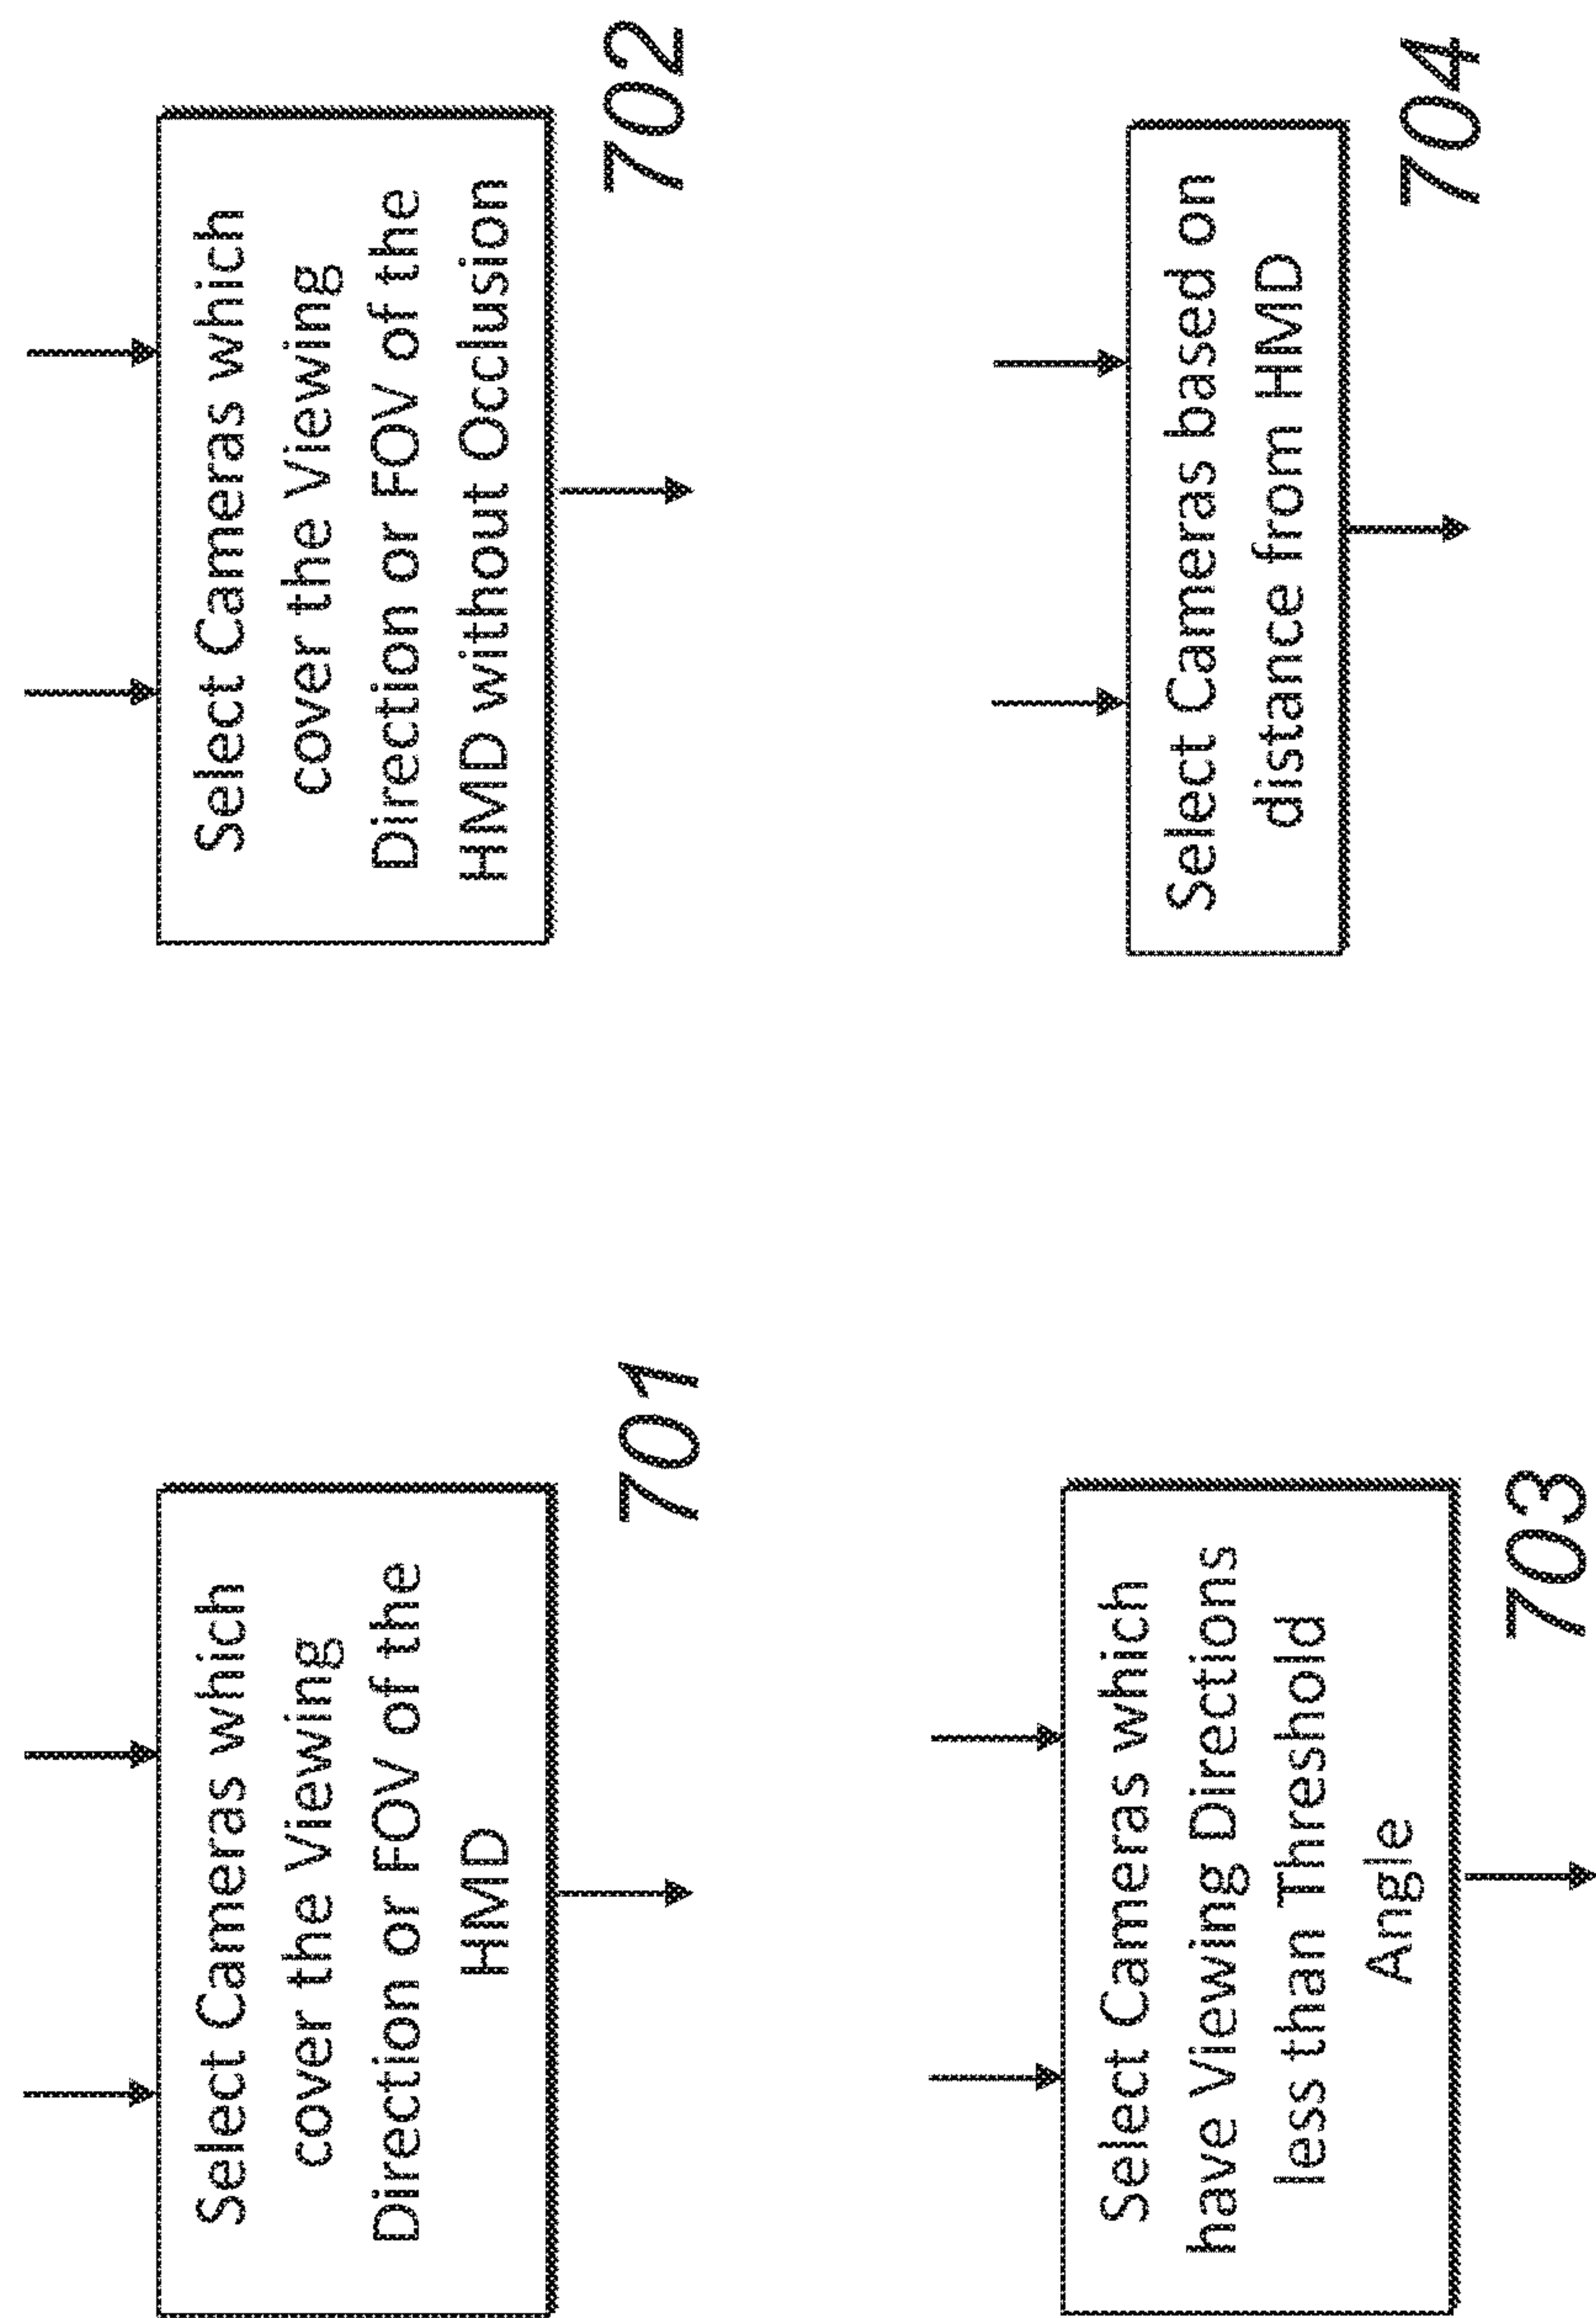 Select Cameras which
cover the Viewing
Direction or FOV of the
HMD
701
Select Cameras which
cover the Viewing
Direction or FOV of the
HMD without Occlusion
702
Select Cameras which
have Viewing Directions
less than Threshold
Angle
703
Select Cameras based on
distance from HMD
704